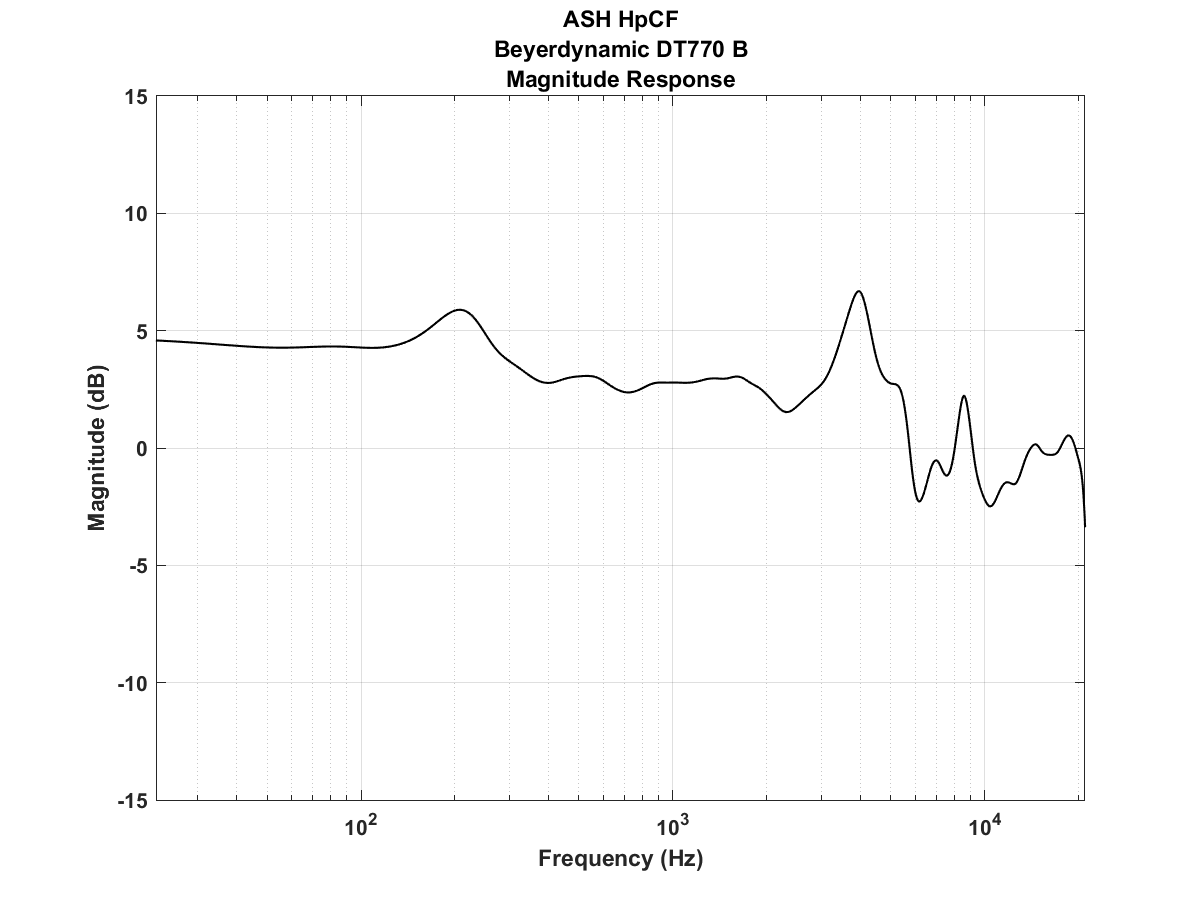 ASH HpCF
Beyerdynamic DT770 B
Magnitude Response
15
10
5
0
-5
-10
-15
Magnitude (dB)
10²
10³
10⁴
Frequency (Hz)